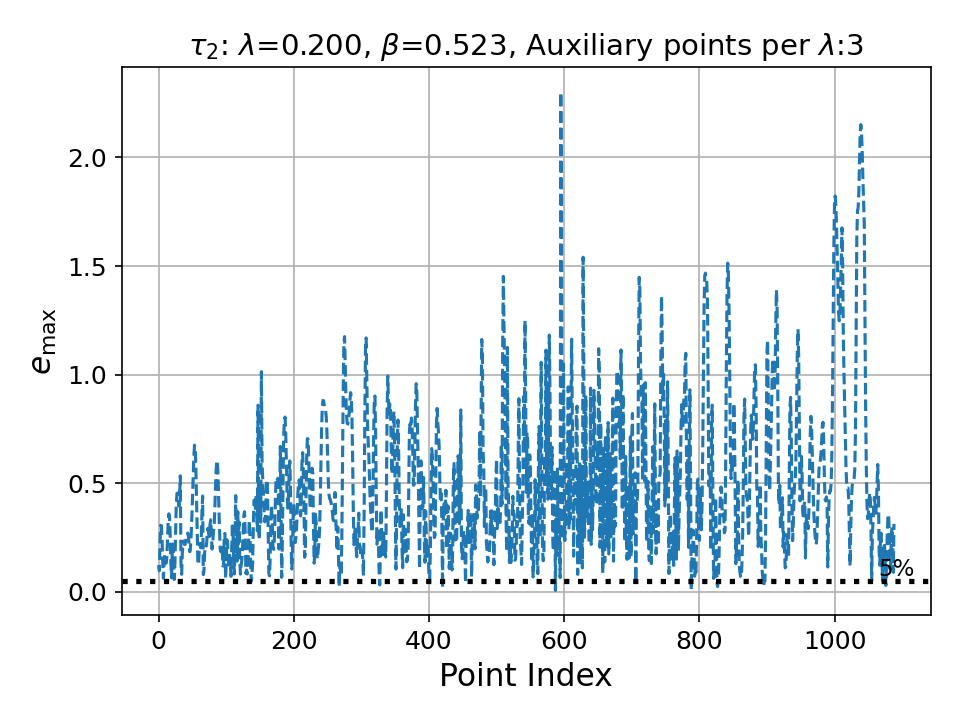 τ₂: λ=0.200, β=0.523, Auxiliary points per λ:3
e_max
2.0
1.5
1.0
0.5
0.0
5%
0 200 400 600 800 1000
Point Index